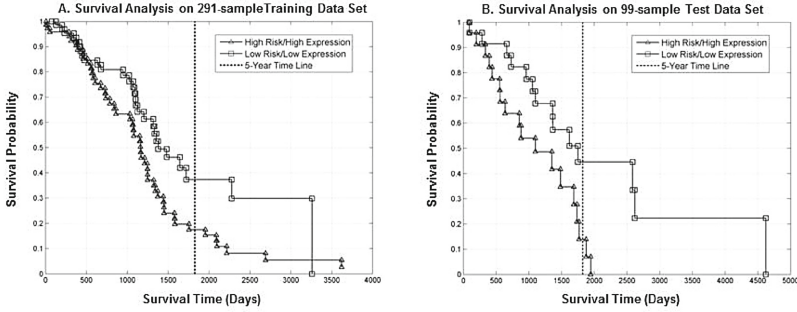 A. Survival Analysis on 291-sampleTraining Data Set
High Risk/High Expression
Low Risk/Low Expression
5-Year Time Line
Survival Probability
1
0.9
0.8
0.7
0.6
0.5
0.4
0.3
0.2
0.1
0
0 500 1000 1500 2000 2500 3000 3500 4000
Survival Time (Days)
B. Survival Analysis on 99-sample Test Data Set
High Risk/High Expression
Low Risk/Low Expression
5-Year Time Line
Survival Probability
1
0.9
0.8
0.7
0.6
0.5
0.4
0.3
0.2
0.1
0
0 500 1000 1500 2000 2500 3000 3500 4000 4500 5000
Survival Time (Days)